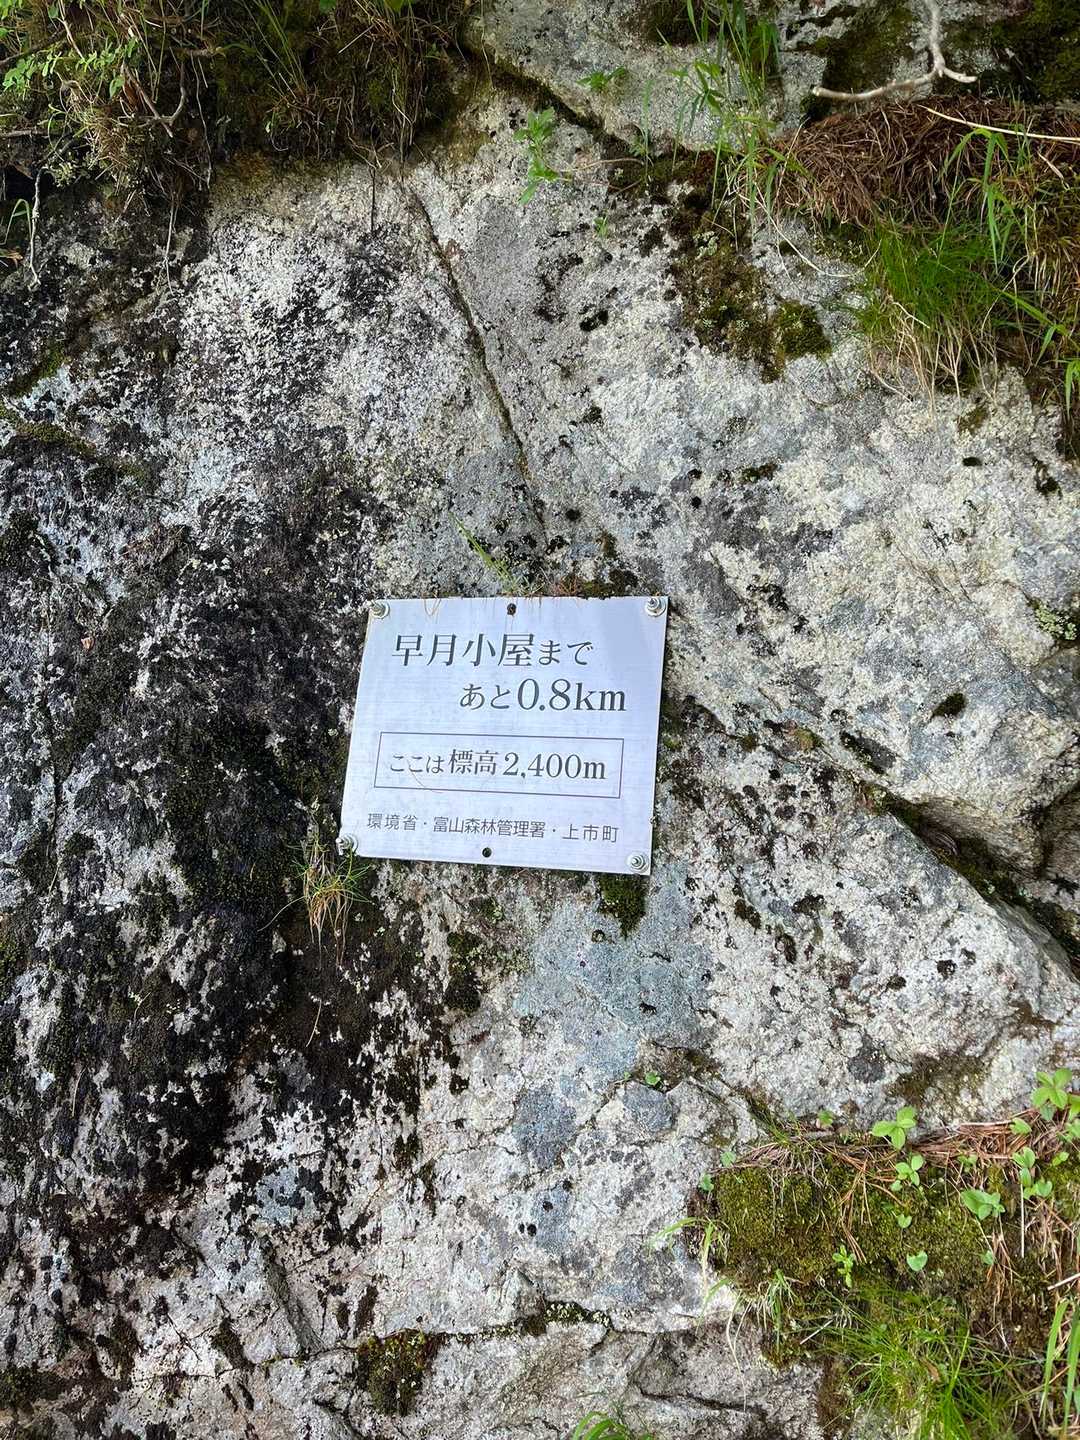 早月小屋まで
あと0.8km
ここは標高2,400m
環境省・富山森林管理署・上市町